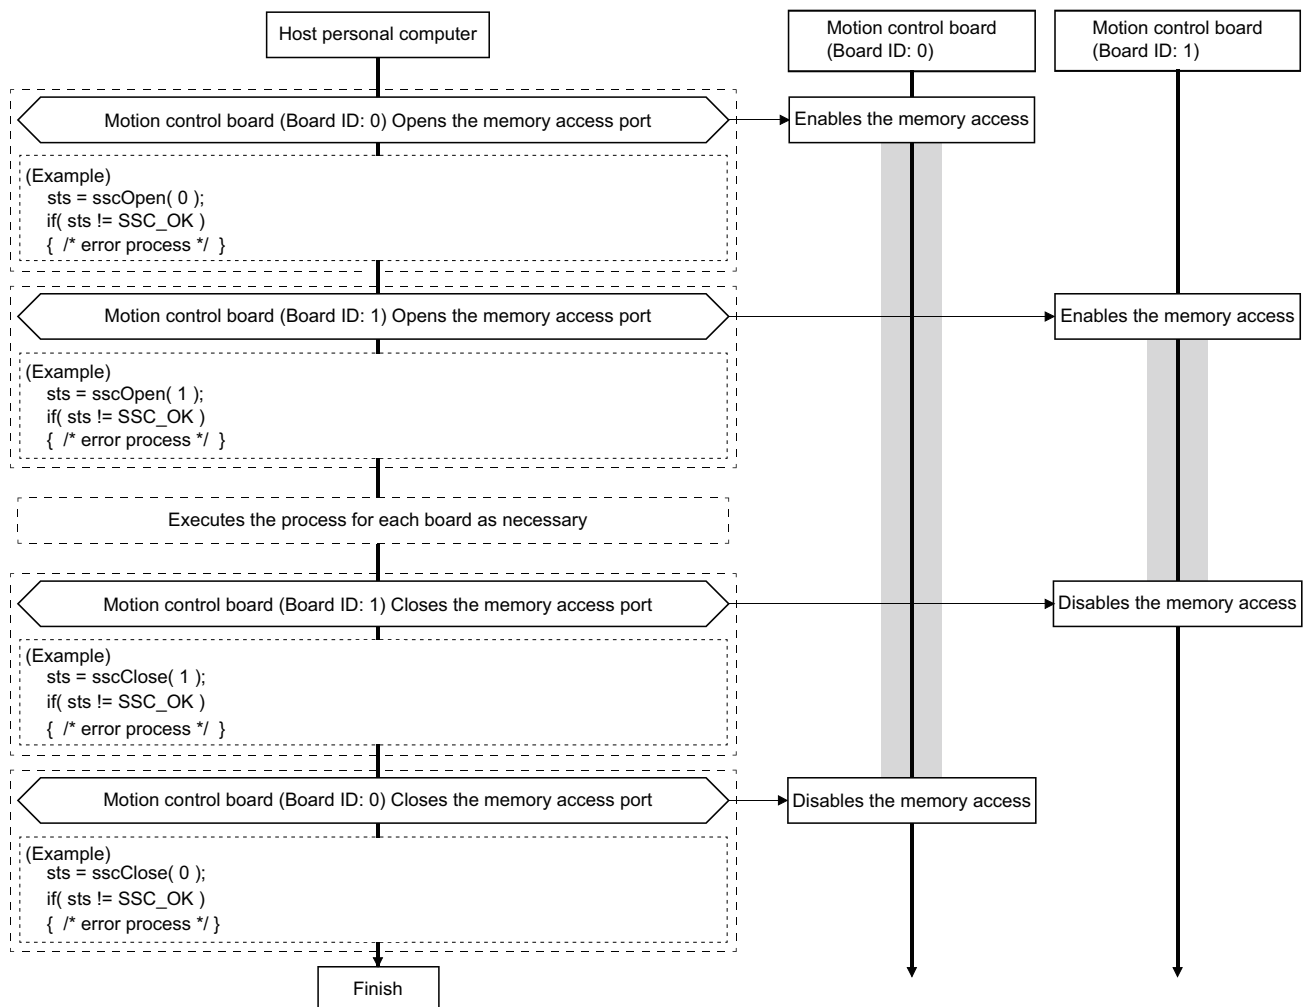 Host personal computer
Motion control board
(Board ID: 0)
Motion control board
(Board ID: 1)
Motion control board (Board ID: 0) Opens the memory access port
Enables the memory access
(Example)
sts = sscOpen( 0 );
if( sts != SSC_OK )
{  /* error process */  }
Motion control board (Board ID: 1) Opens the memory access port
Enables the memory access
(Example)
sts = sscOpen( 1 );
if( sts != SSC_OK )
{  /* error process */  }
Executes the process for each board as necessary
Motion control board (Board ID: 1) Closes the memory access port
Disables the memory access
(Example)
sts = sscClose( 1 );
if( sts != SSC_OK )
{  /* error process */  }
Motion control board (Board ID: 0) Closes the memory access port
Disables the memory access
(Example)
sts = sscClose( 0 );
if( sts != SSC_OK )
{  /* error process */ }
Finish